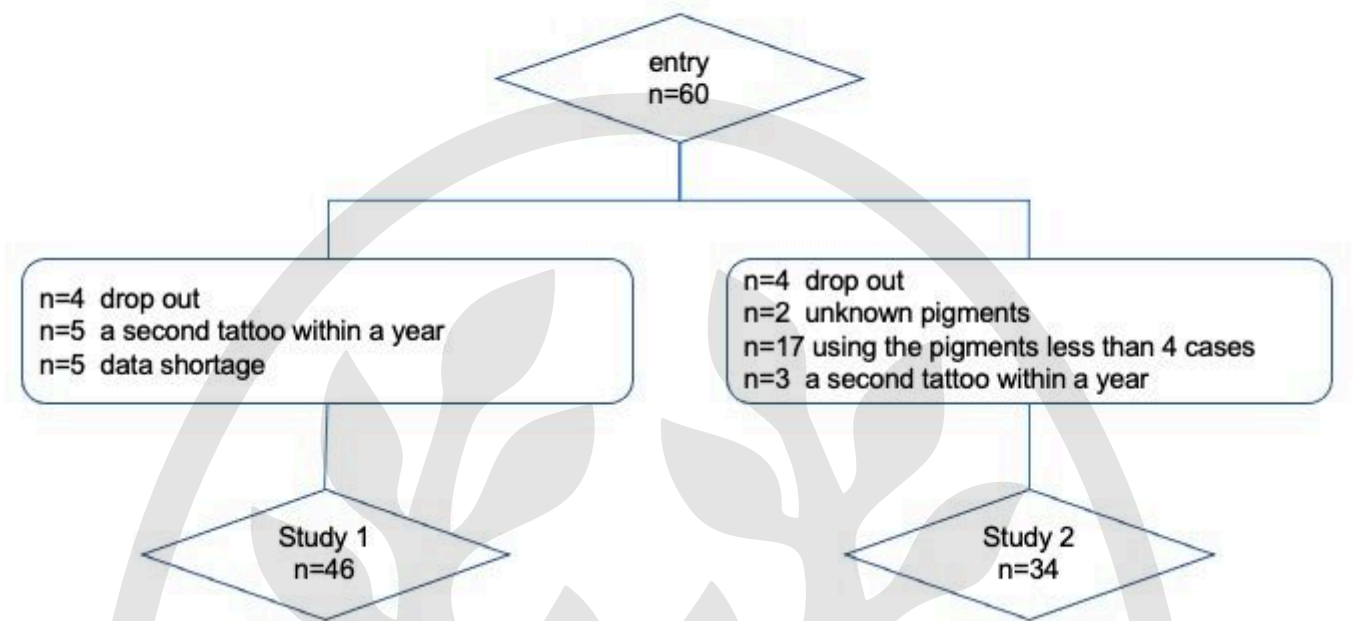 entry
n=60
n=4 drop out
n=5 a second tattoo within a year
n=5 data shortage
n=4 drop out
n=2 unknown pigments
n=17 using the pigments less than 4 cases
n=3 a second tattoo within a year
Study 1
n=46
Study 2
n=34